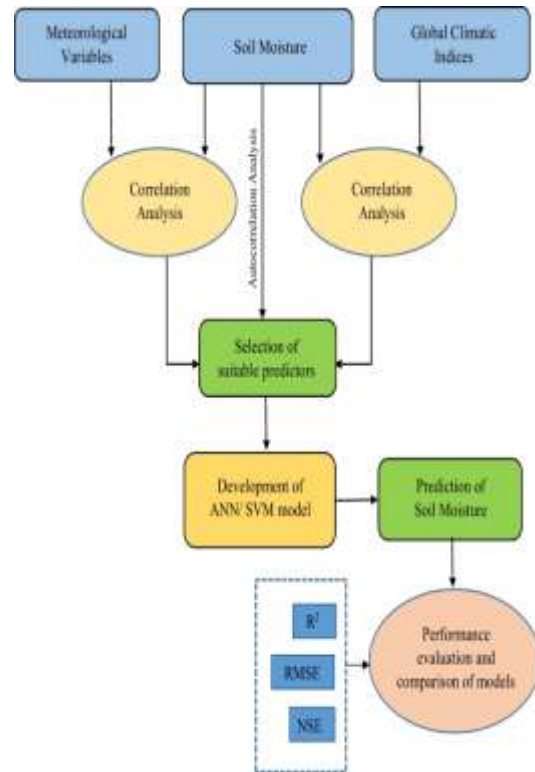 Meteorological
Variables
Soil Moisture
Global Climatic
Indices
Correlation
Analysis
Autocorrelation Analysis
Correlation
Analysis
Selection of
suitable predictors
Development of
ANN/ SVM model
Prediction of
Soil Moisture
R²
RMSE
NSE
Performance
evaluation and
comparison of models